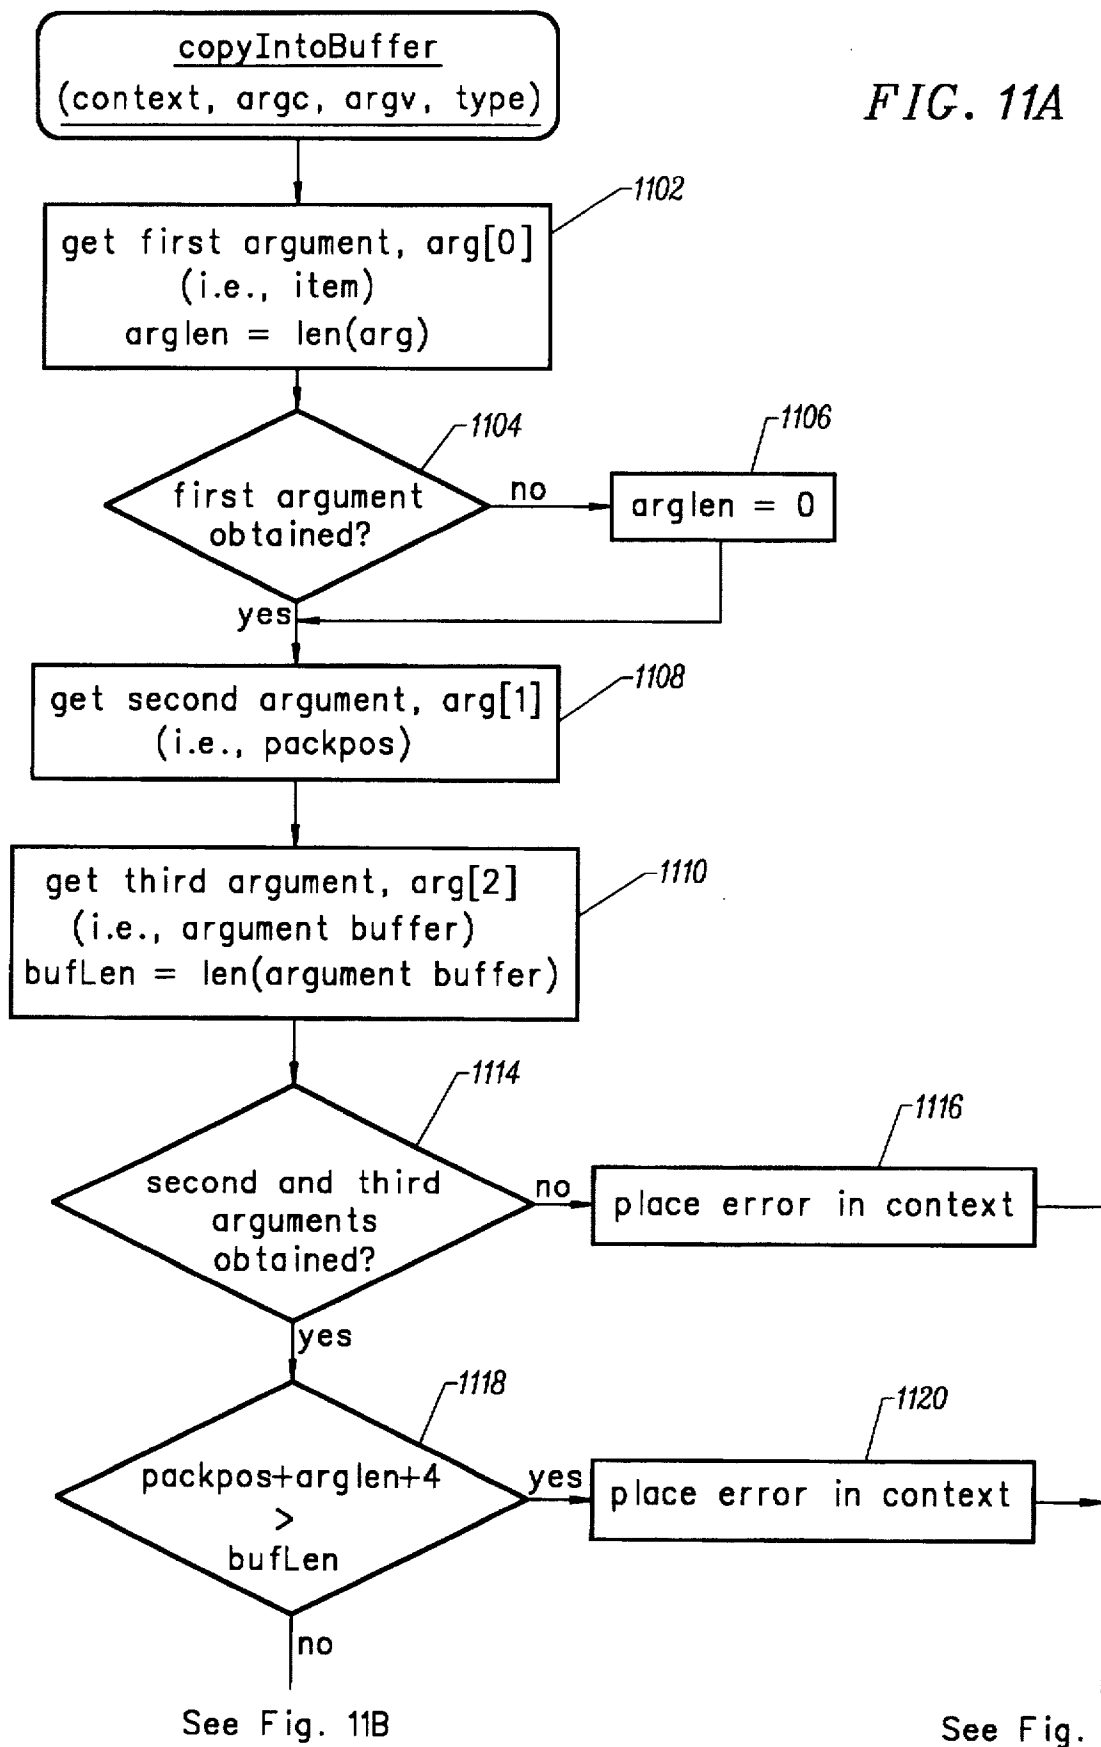 copyIntoBuffer
(context, argc, argv, type)
FIG. 11A
1102
get first argument, arg[0]
(i.e., item)
arglen = len(arg)
1104
first argument
obtained?
no
1106
arglen = 0
yes
1108
get second argument, arg[1]
(i.e., packpos)
1110
get third argument, arg[2]
(i.e., argument buffer)
bufLen = len(argument buffer)
1114
second and third
arguments
obtained?
no
1116
place error in context
yes
1118
packpos+arglen+4
>
bufLen
yes
1120
place error in context
no
See Fig. 11B
See Fig.